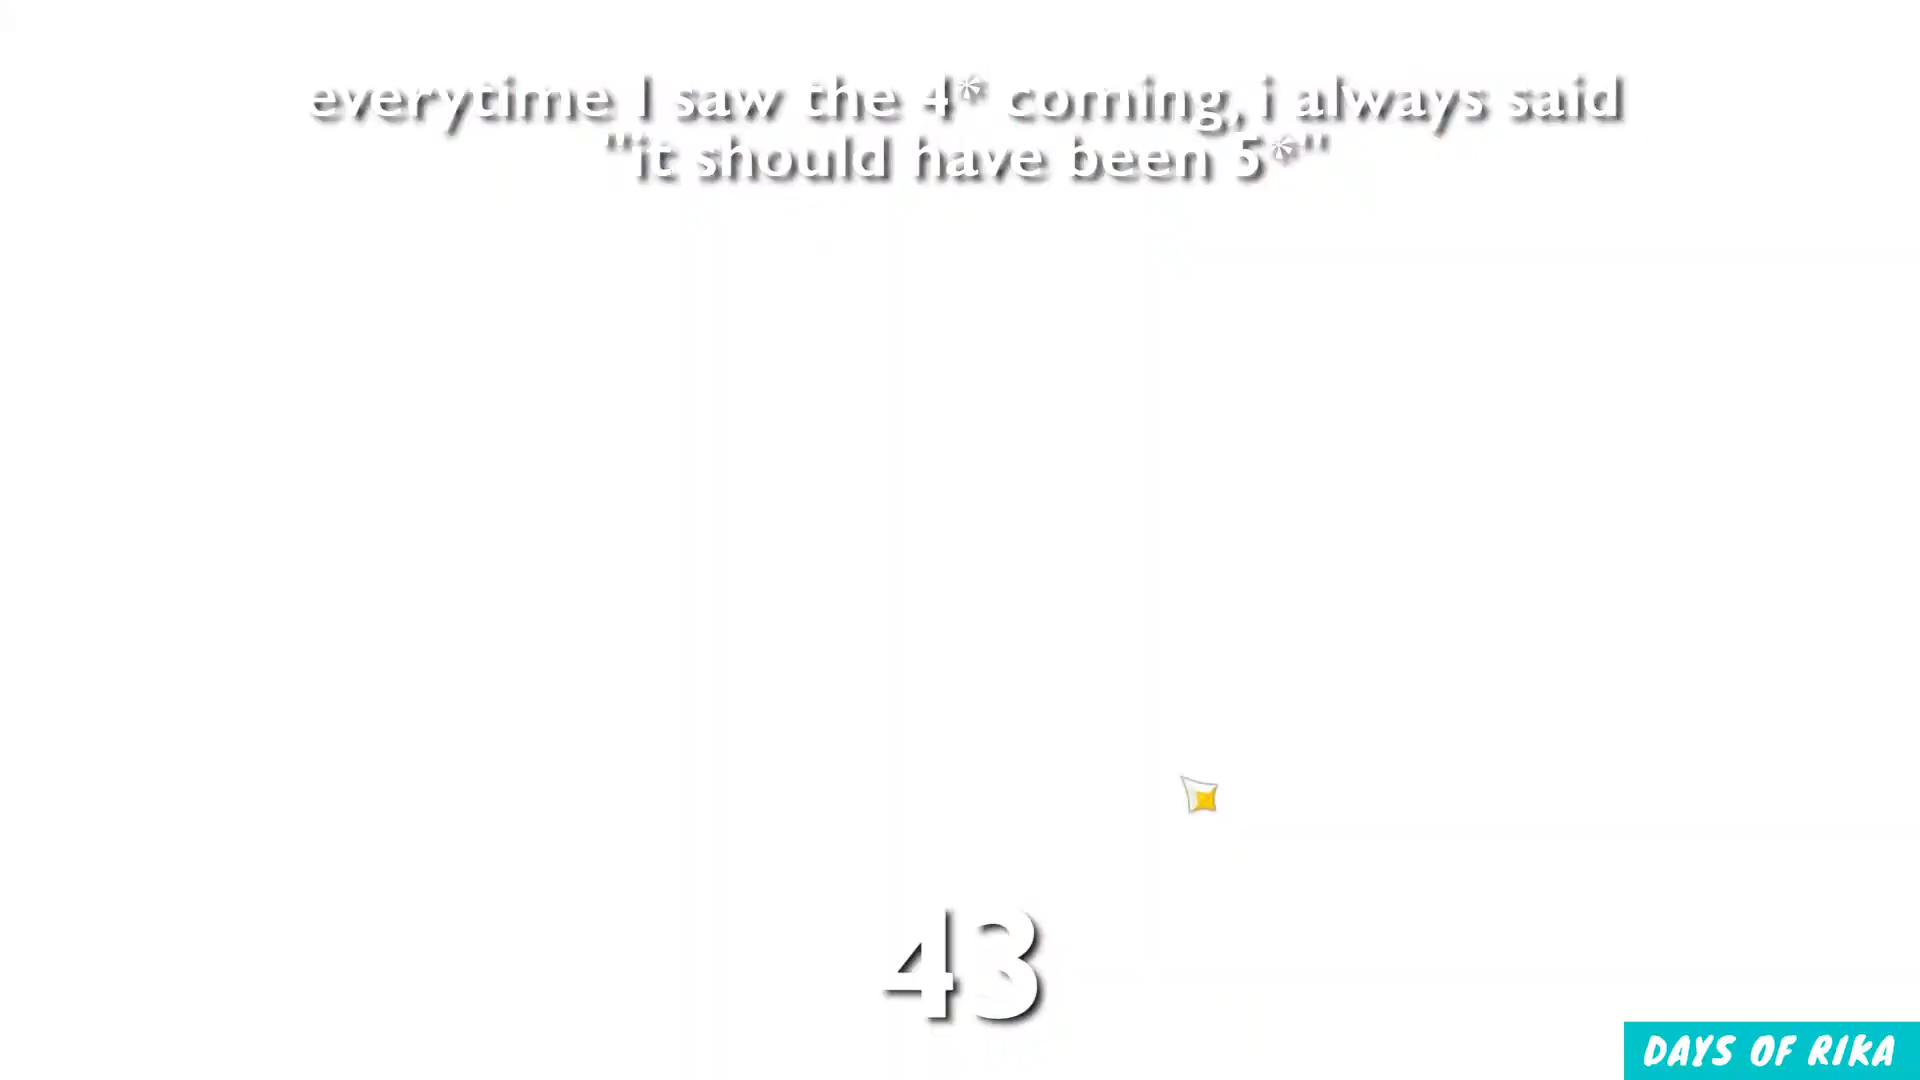 everytime I saw the 4* coming, i always said
"it should have been 5*"
43
DAYS OF RIKA